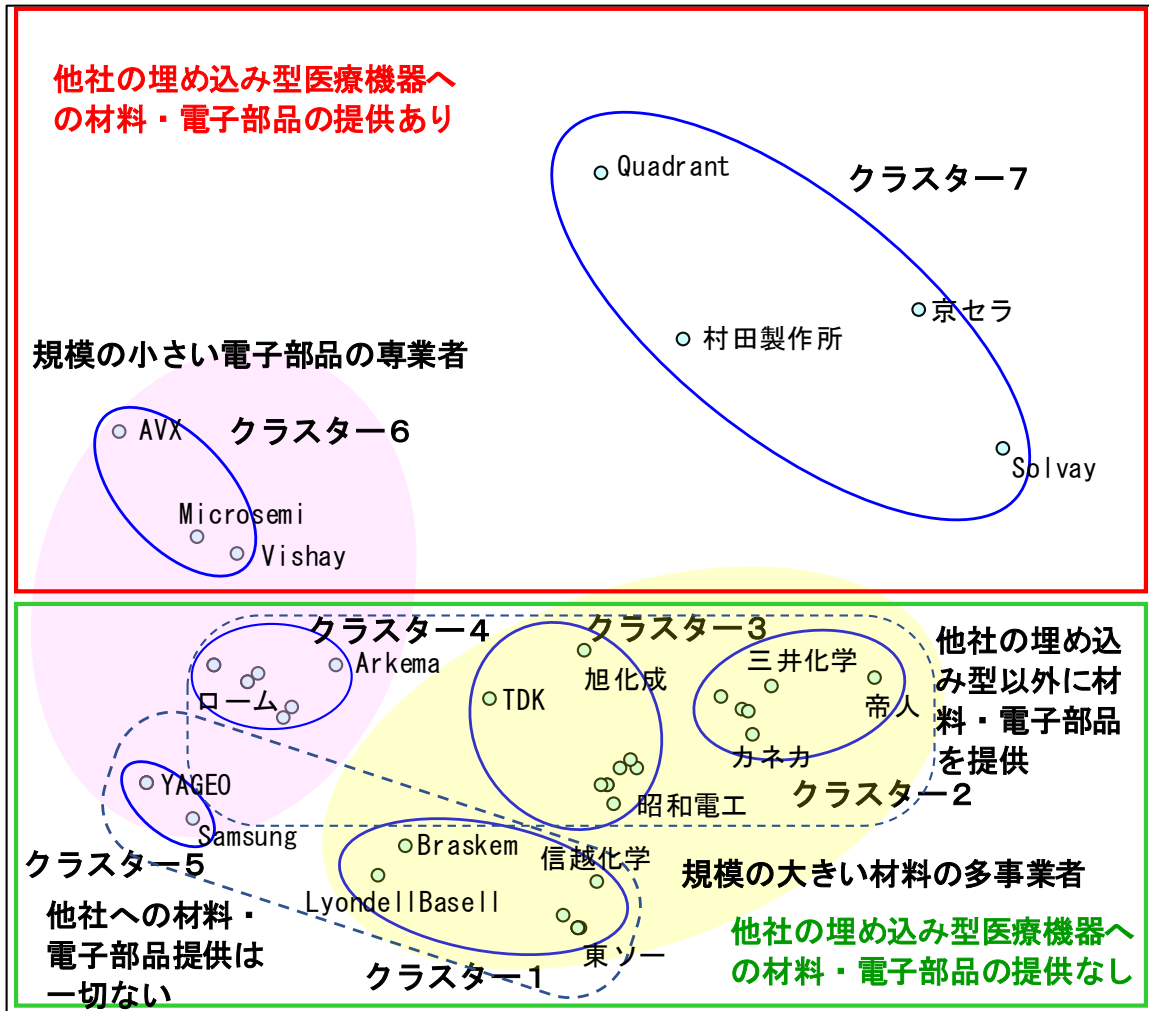 他社の埋め込み型医療機器へ
の材料・電子部品の提供あり
Quadrant
クラスター７
京セラ
村田製作所
規模の小さい電子部品の専業者
AVX
クラスター６
Solvay
Microsemi
Vishay
クラスター４
クラスター３
他社の埋め込
み型以外に材
料・電子部品
を提供
Arkema
三井化学
旭化成
ローム
TDK
帝人
カネカ
YAGEO
昭和電工
クラスター２
Samsung
Braskem
信越化学
クラスター５
規模の大きい材料の多事業者
LyondellBasell
他社への材料・
電子部品提供は
一切ない
東ソー
クラスター１
他社の埋め込み型医療機器へ
の材料・電子部品の提供なし